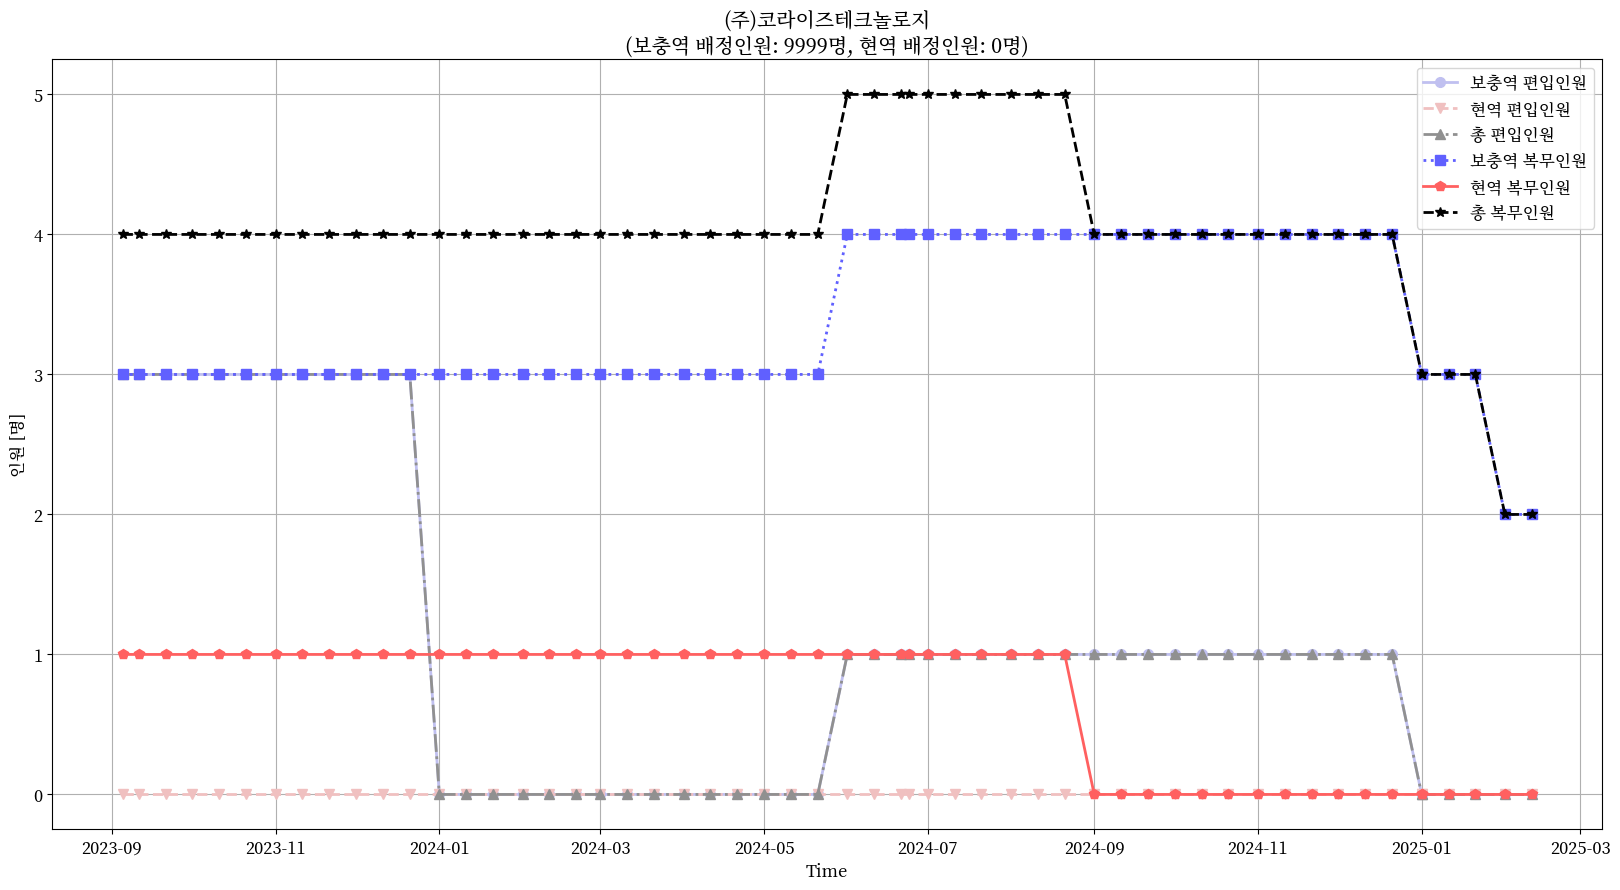 (주)코라이즈테크놀로지
(보충역 배정인원: 9999명, 현역 배정인원: 0명)
보충역 편입인원
현역 편입인원
총 편입인원
보충역 복무인원
현역 복무인원
총 복무인원
인원 [명]
5
4
3
2
1
0
2023-09
2023-11
2024-01
2024-03
2024-05
2024-07
2024-09
2024-11
2025-01
2025-03
Time